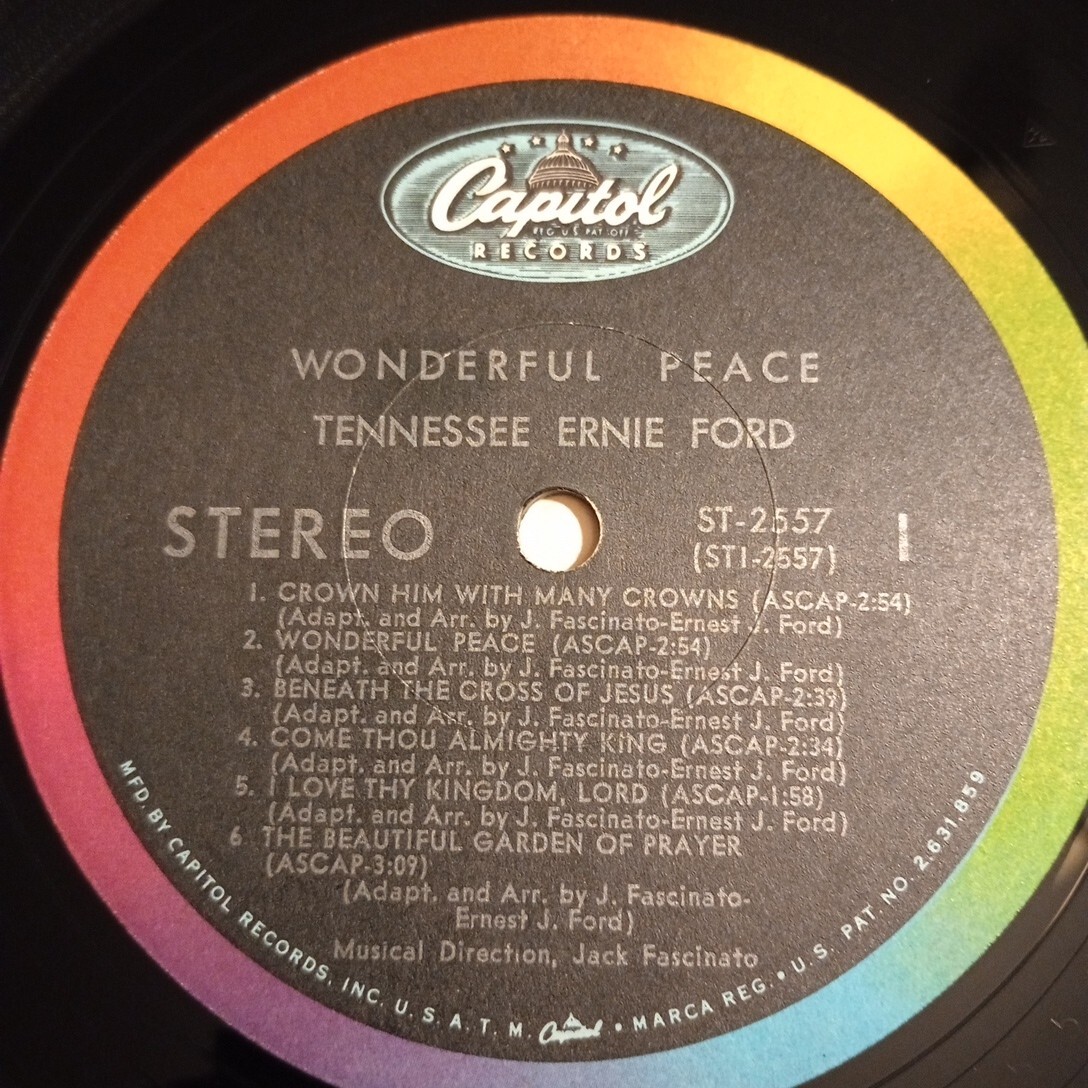 Capitol
REG. U.S. PAT. OFF.
RECORDS
WONDERFUL PEACE
TENNESSEE ERNIE FORD
STEREO
ST-2557
(ST1-2557)
1
1. CROWN HIM WITH MANY CROWNS (ASCAP-2:54)
(Adapt. and Arr. by J. Fascinato-Ernest J. Ford)
2. WONDERFUL PEACE (ASCAP-2:54)
(Adapt. and Arr. by J. Fascinato-Ernest J. Ford)
3. BENEATH THE CROSS OF JESUS (ASCAP-2:39)
(Adapt. and Arr. by J. Fascinato-Ernest J. Ford)
4. COME THOU ALMIGHTY KING (ASCAP-2:34)
(Adapt. and Arr. by J. Fascinato-Ernest J. Ford)
5. I LOVE THY KINGDOM, LORD (ASCAP-1:58)
(Adapt. and Arr. by J. Fascinato-Ernest J. Ford)
6 THE BEAUTIFUL GARDEN OF PRAYER
(ASCAP-3:09)
(Adapt. and Arr. by J. Fascinato-
Ernest J. Ford)
Musical Direction, Jack Fascinato
MFD. BY CAPITOL RECORDS, INC. U.S.A. T.M. Capitol • MARCA REG. • U.S. PAT. NO. 2,631,859